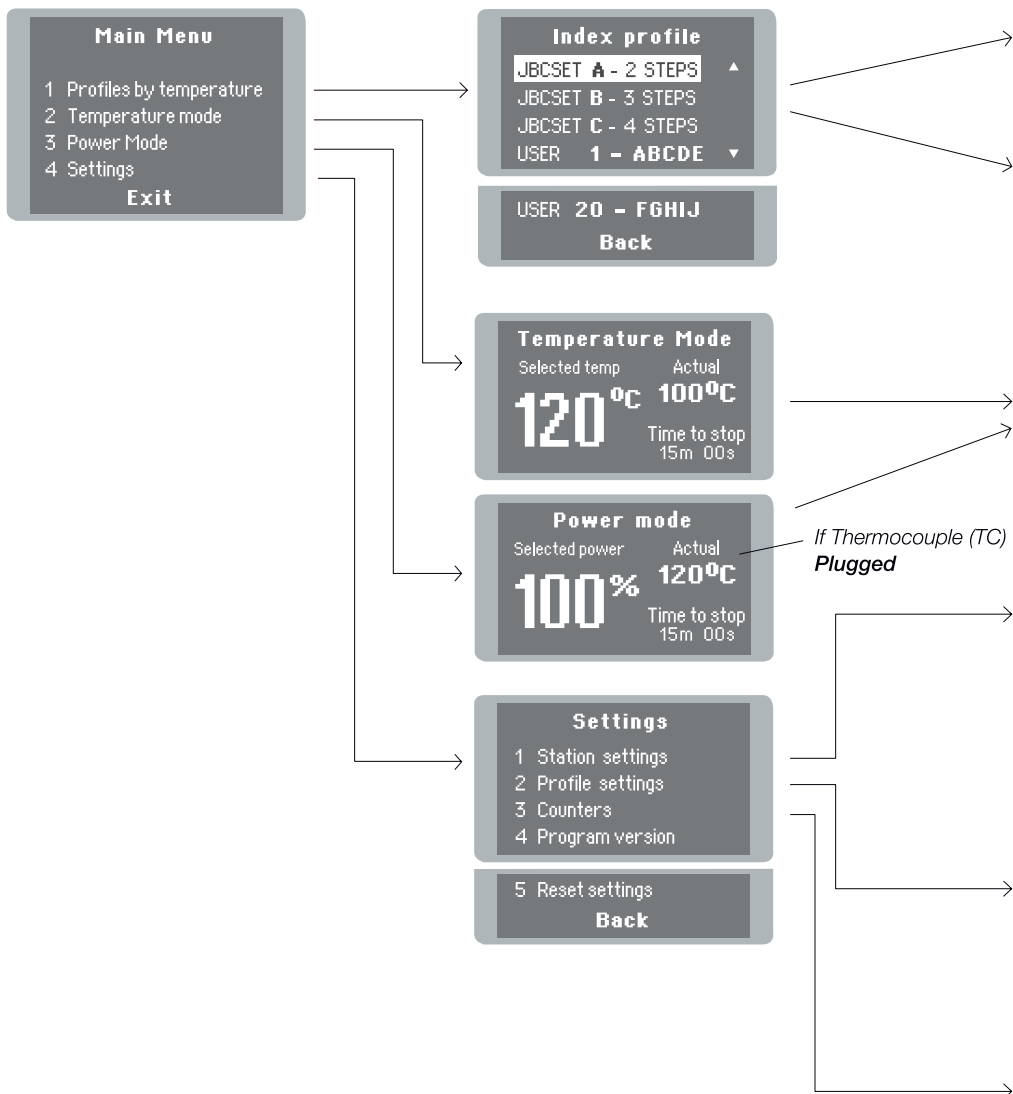 Main Menu
1 Profiles by temperature
2 Temperature mode
3 Power Mode
4 Settings
Exit
Index profile
JBCSET A - 2 STEPS ▲
JBCSET B - 3 STEPS
JBCSET C - 4 STEPS
USER 1 - ABCDE ▼
USER 20 - FGHIJ
Back
Temperature Mode
Selected temp Actual
120ºC 100ºC
Time to stop
15m 00s
Power mode
Selected power Actual
100% 120ºC
Time to stop
15m 00s
If Thermocouple (TC)
Plugged
Settings
1 Station settings
2 Profile settings
3 Counters
4 Program version
5 Reset settings
Back